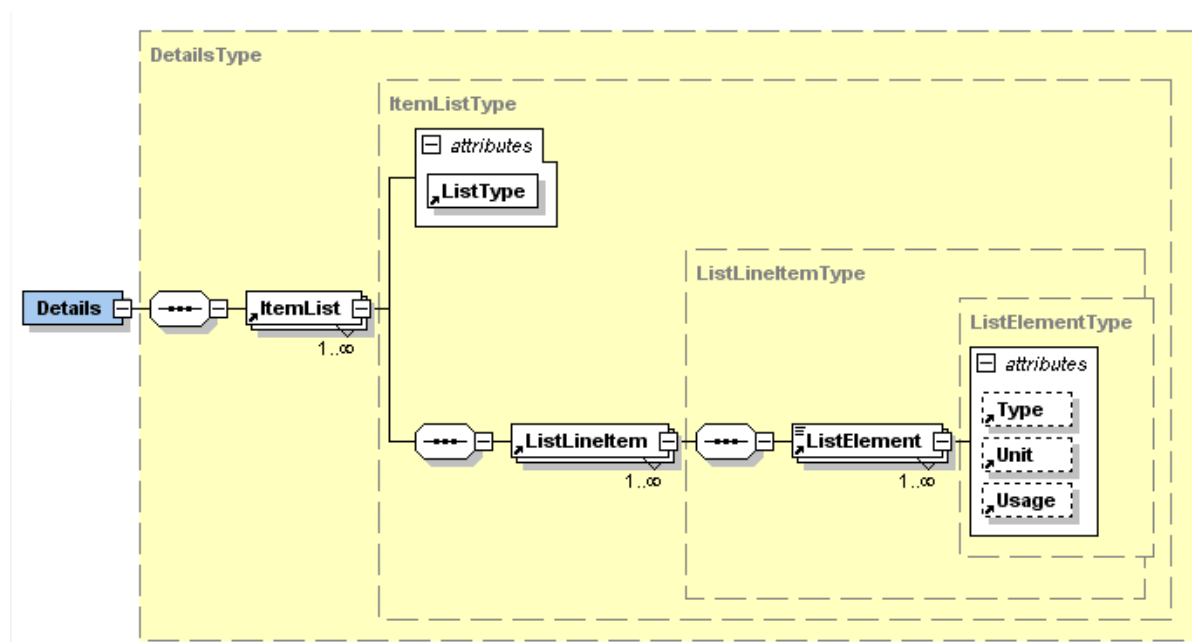 DetailsType
ItemListType
attributes
ListType
ListLineItemType
Details
ItemList
1..∞
ListElementType
attributes
Type
ListLineItem
1..∞
ListElement
1..∞
Unit
Usage